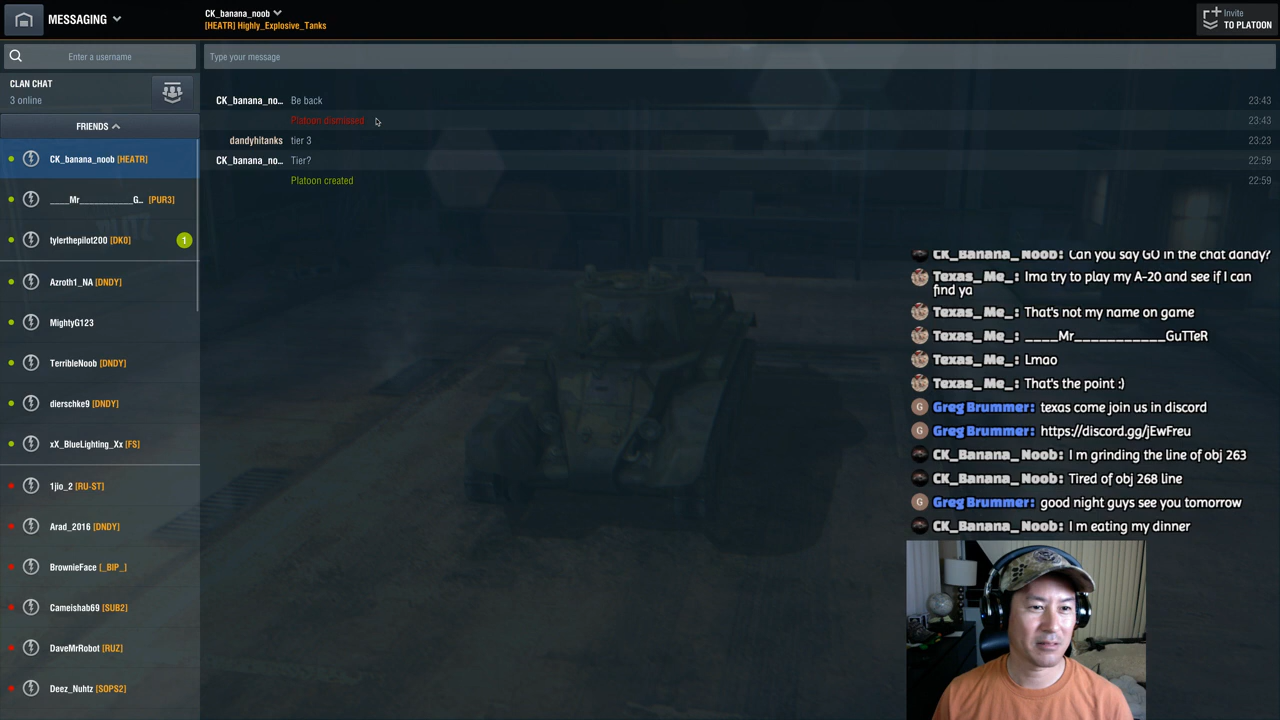 MESSAGING
CK_banana_noob
[HEATR] Highly_Explosive_Tanks
Invite
TO PLATOON
Enter a username
Type your message
CLAN CHAT
3 online
FRIENDS
CK_banana_noob [HEATR]
____Mr__________G.. [PUR3]
tylerthepilot200 [DK0]
1
Azroth1_NA [DNDY]
MightyG123
TerribleNoob [DNDY]
dierschke9 [DNDY]
xX_BlueLighting_Xx [FS]
1jio_2 [RU-ST]
Arad_2016 [DNDY]
BrownieFace [_BIP_]
Cameishab69 [SUB2]
DaveMrRobot [RUZ]
Deez_Nuhtz [SOPS2]
CK_banana_no... Be back 23:43
Platoon dismissed 23:43
dandyhitanks tier 3 23:23
CK_banana_no... Tier? 22:59
Platoon created 22:59
CK_Banana_Noob: Can you say GO in the chat dandy?
Texas_Me_: Ima try to play my A-20 and see if I can
find ya
Texas_Me_: That's not my name on game
Texas_Me_: ____Mr___________GuTTeR
Texas_Me_: Lmao
Texas_Me_: That's the point :)
G Greg Brummer: texas come join us in discord
G Greg Brummer: https://discord.gg/jEwFreu
CK_Banana_Noob: I m grinding the line of obj 263
CK_Banana_Noob: Tired of obj 268 line
G Greg Brummer: good night guys see you tomorrow
CK_Banana_Noob: I m eating my dinner